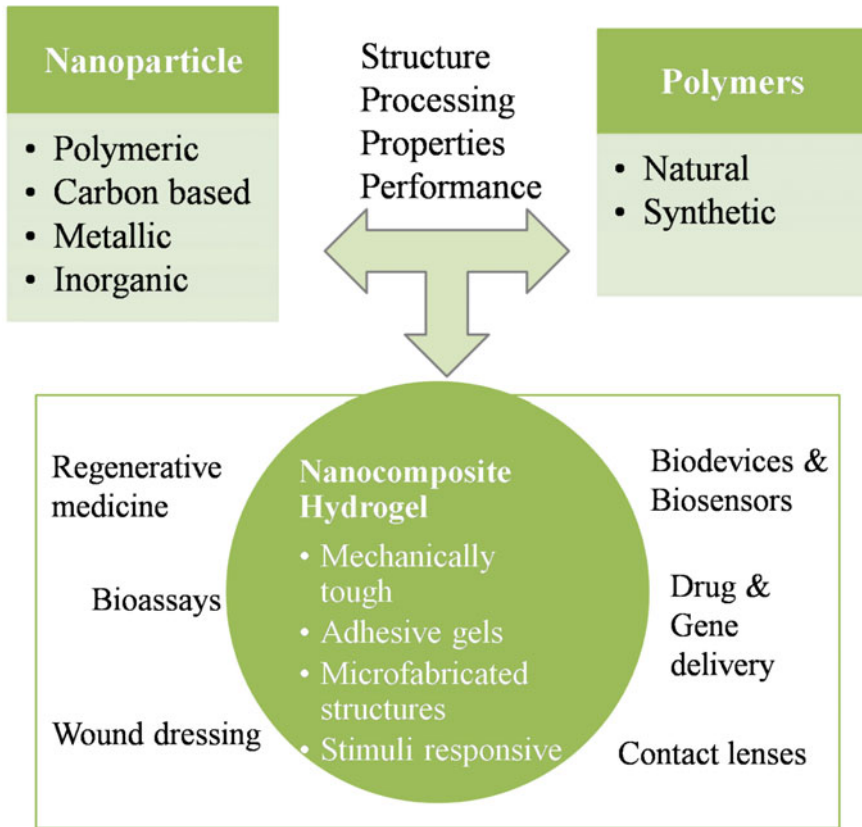 Nanoparticle
• Polymeric
• Carbon based
• Metallic
• Inorganic
Structure
Processing
Properties
Performance
Polymers
• Natural
• Synthetic
Regenerative
medicine
Bioassays
Wound dressing
Nanocomposite
Hydrogel
• Mechanically
tough
• Adhesive gels
• Microfabricated
structures
• Stimuli responsive
Biodevices &
Biosensors
Drug &
Gene
delivery
Contact lenses